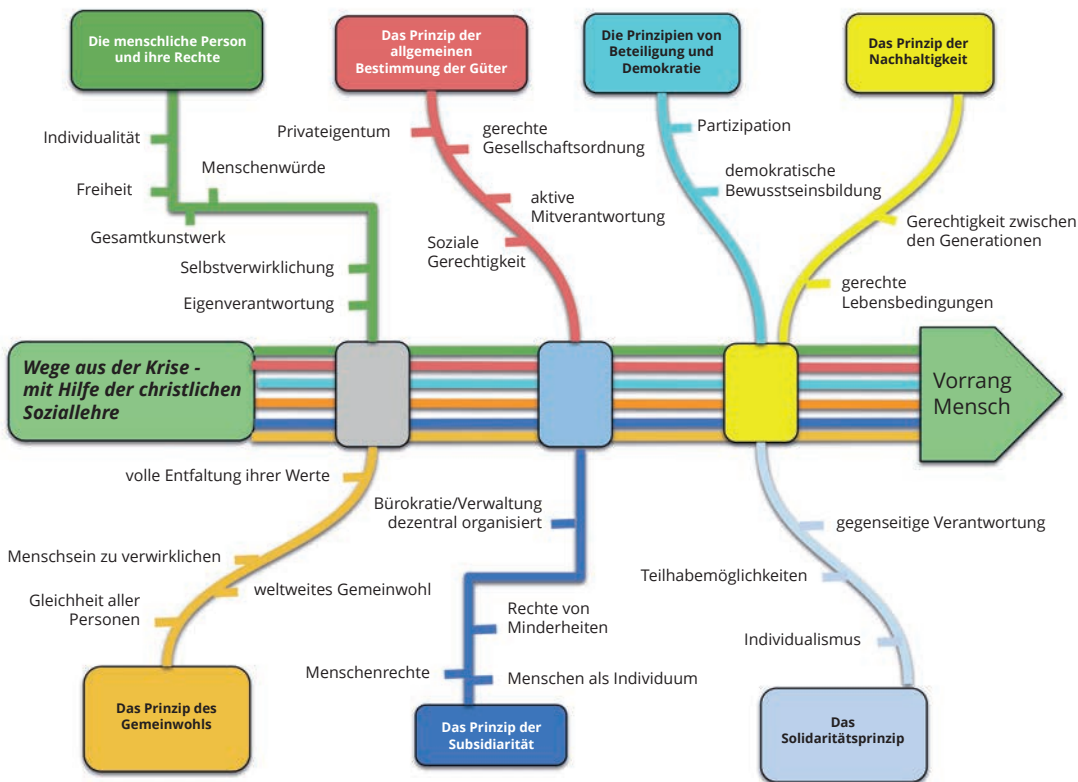 Die menschliche Person
und ihre Rechte
Das Prinzip der
allgemeinen
Bestimmung der Güter
Die Prinzipien von
Beteiligung und
Demokratie
Das Prinzip der
Nachhaltigkeit
Individualität
Freiheit
Menschenwürde
Gesamtkunstwerk
Selbstverwirklichung
Eigenverantwortung
Privateigentum
gerechte
Gesellschaftsordnung
aktive
Mitverantwortung
Soziale
Gerechtigkeit
Partizipation
demokratische
Bewusstseinsbildung
Gerechtigkeit zwischen
den Generationen
gerechte
Lebensbedingungen
Wege aus der Krise -
mit Hilfe der christlichen
Soziallehre
Vorrang
Mensch
volle Entfaltung ihrer Werte
Menschsein zu verwirklichen
weltweites Gemeinwohl
Gleichheit aller
Personen
Das Prinzip des
Gemeinwohls
Bürokratie/Verwaltung
dezentral organisiert
Rechte von
Minderheiten
Menschenrechte
Menschen als Individuum
Das Prinzip der
Subsidiarität
gegenseitige Verantwortung
Teilhabemöglichkeiten
Individualismus
Das
Solidaritätsprinzip